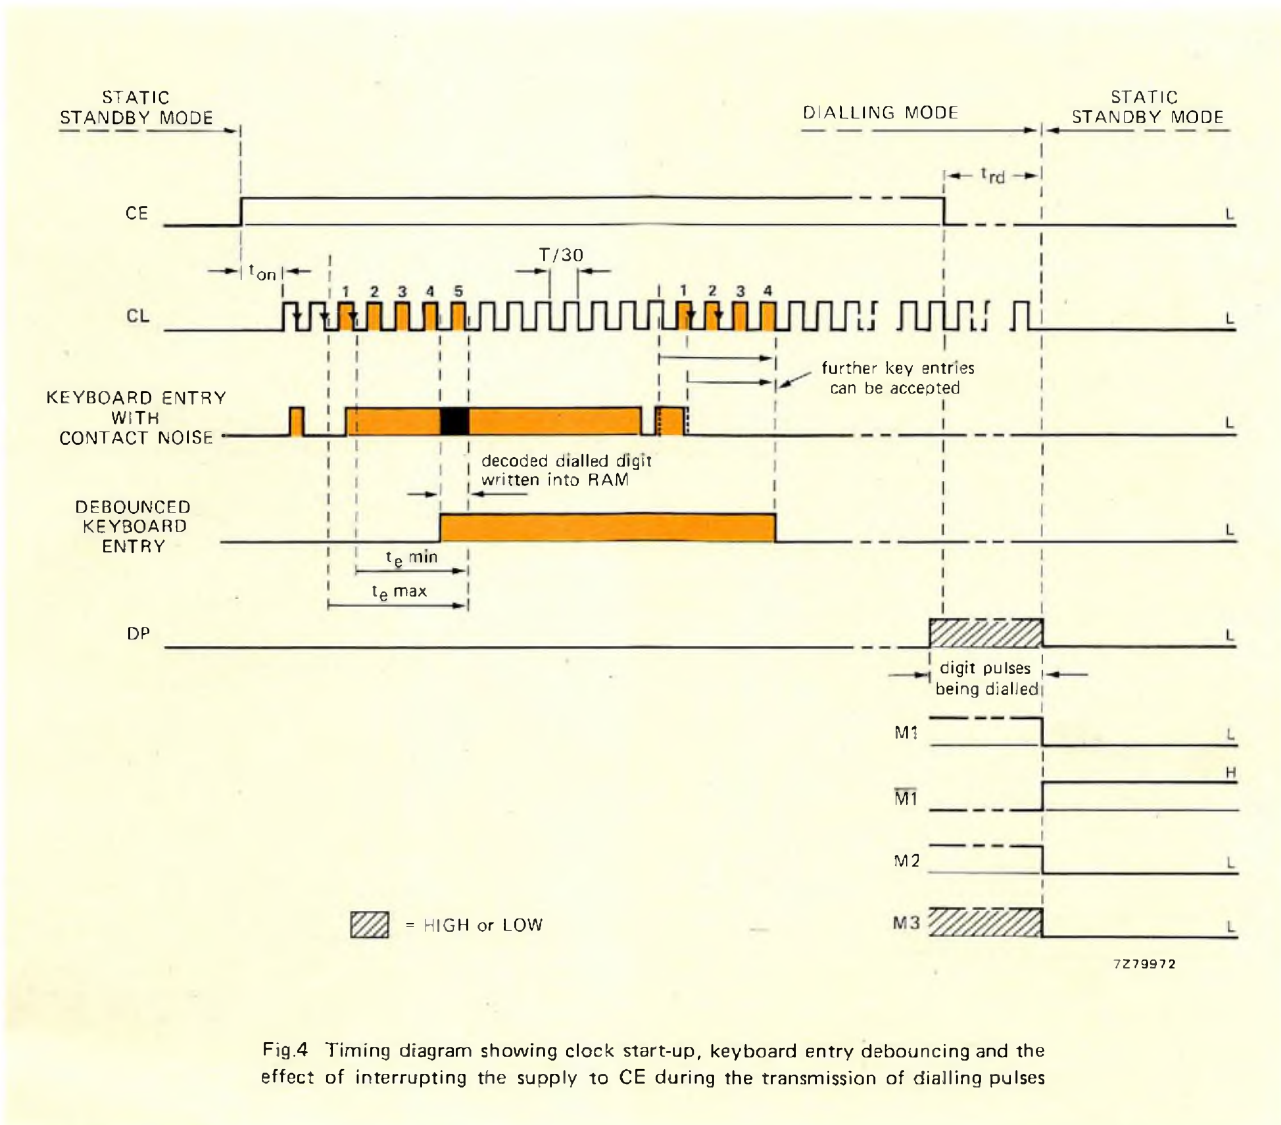 STATIC
STANDBY MODE
DIALLING MODE
STATIC
STANDBY MODE
trd
CE
L
ton
T/30
1 2 3 4 5
1 2 3 4
CL
L
further key entries
can be accepted
KEYBOARD ENTRY
WITH
CONTACT NOISE
L
decoded dialled digit
written into RAM
DEBOUNCED
KEYBOARD
ENTRY
L
te min
te max
DP
L
digit pulses
being dialled
M1
L
H
M1
M2
L
M3
L
= HIGH or LOW
7Z79972
Fig.4 Timing diagram showing clock start-up, keyboard entry debouncing and the
effect of interrupting the supply to CE during the transmission of dialling pulses